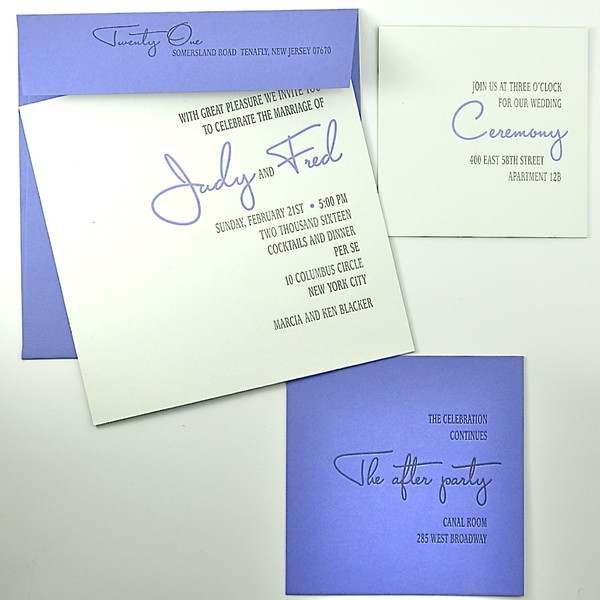 Twenty One
SOMERSLAND ROAD TENAFLY, NEW JERSEY 07670
WITH GREAT PLEASURE WE INVITE YOU
TO CELEBRATE THE MARRIAGE OF
Judy AND Fred
SUNDAY, FEBRUARY 21ST • 5:00 PM
TWO THOUSAND SIXTEEN
COCKTAILS AND DINNER
PER SE
10 COLUMBUS CIRCLE
NEW YORK CITY
MARCIA AND KEN BLACKER
JOIN US AT THREE O'CLOCK
FOR OUR WEDDING
Ceremony
400 EAST 58TH STREET
APARTMENT 12B
THE CELEBRATION
CONTINUES
The after party
CANAL ROOM
285 WEST BROADWAY